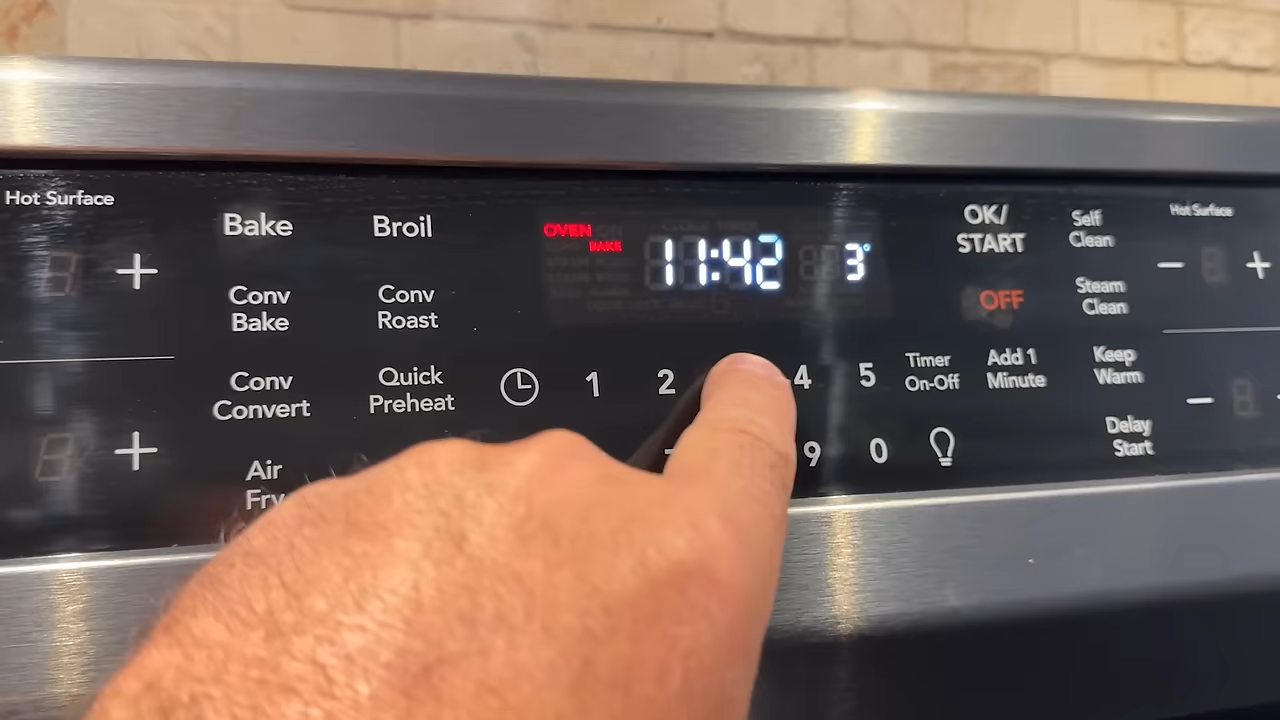 Hot Surface
+
+
Bake
Broil
Conv
Bake
Conv
Roast
Conv
Convert
Quick
Preheat
Air
Fry
OVEN
BAKE
11:42
3°
1
2
4
5
9
0
Timer
On-Off
Add 1
Minute
OK/
START
OFF
Self
Clean
Steam
Clean
Keep
Warm
Delay
Start
Hot Surface
− +
−